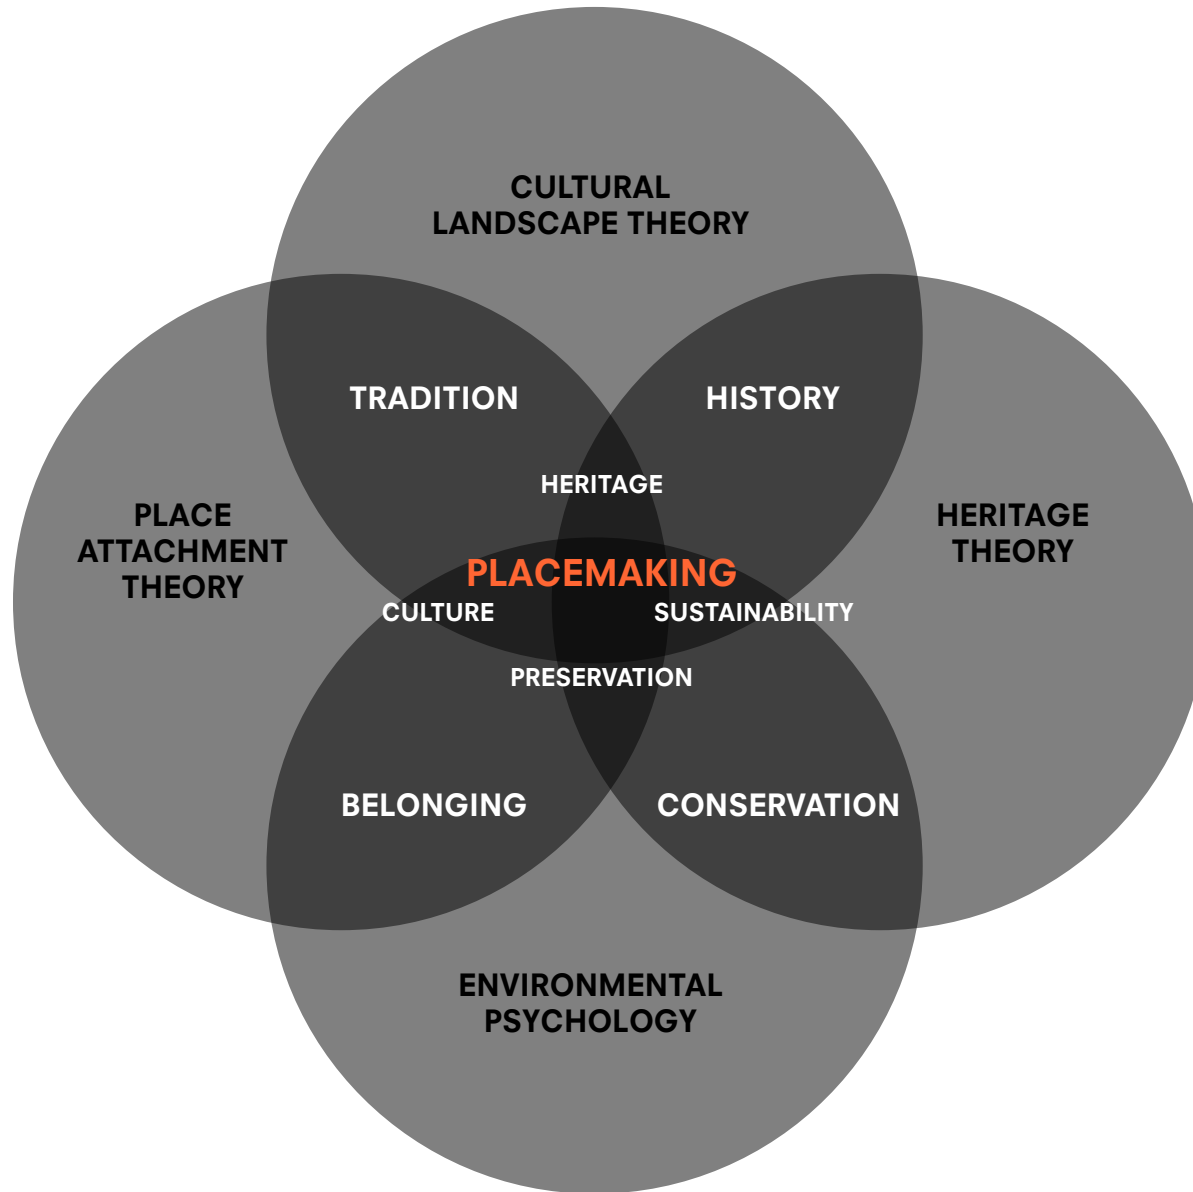 CULTURAL
LANDSCAPE THEORY
TRADITION
HISTORY
HERITAGE
PLACE
ATTACHMENT
THEORY
HERITAGE
THEORY
PLACEMAKING
CULTURE
SUSTAINABILITY
PRESERVATION
BELONGING
CONSERVATION
ENVIRONMENTAL
PSYCHOLOGY